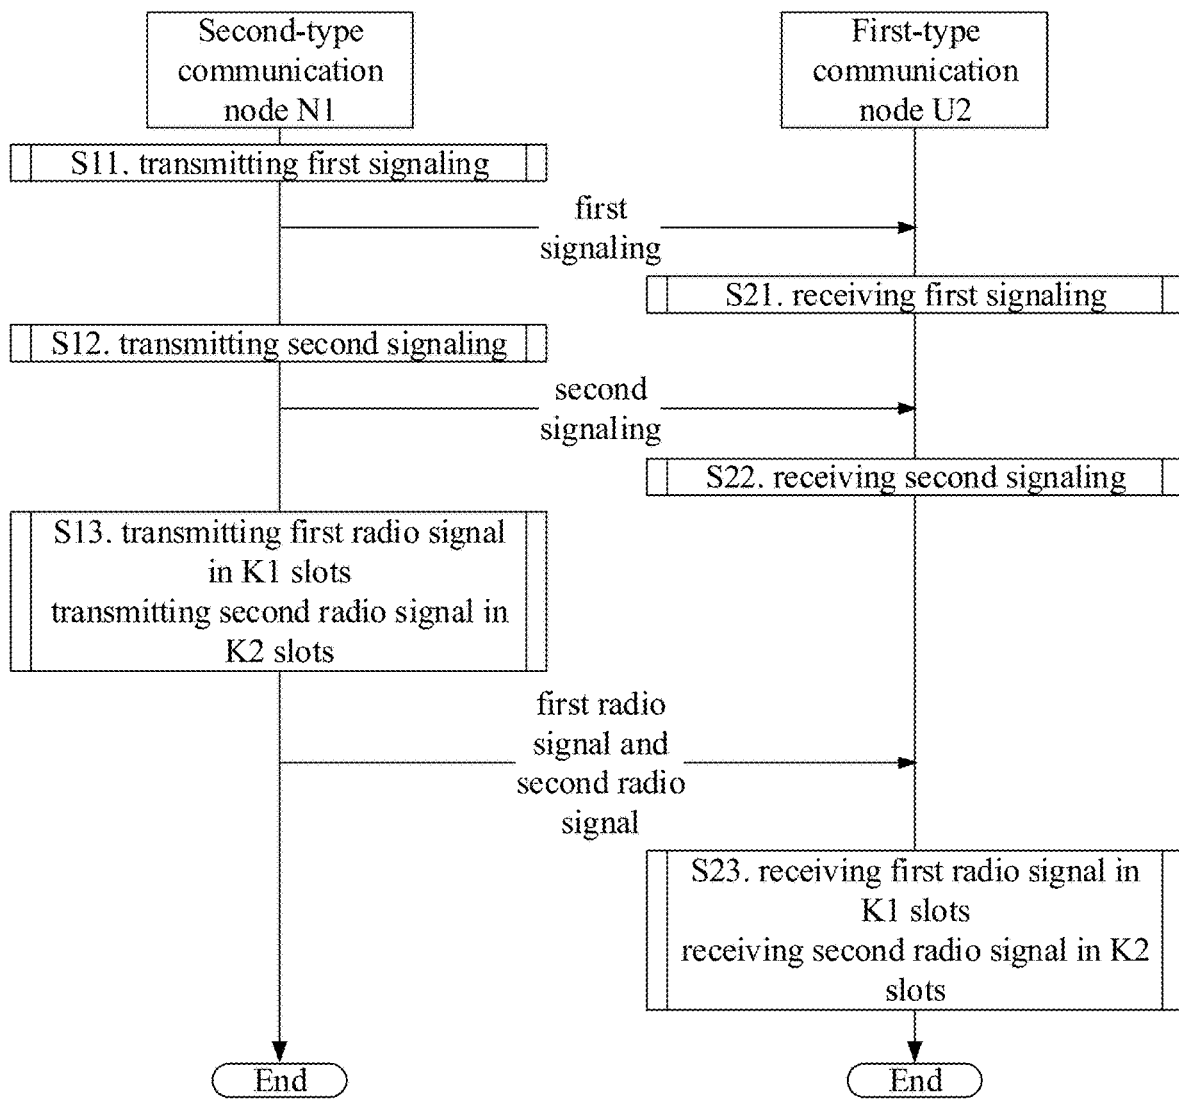 Second-type
communication
node N1
First-type
communication
node U2
S11. transmitting first signaling
first
signaling
S21. receiving first signaling
S12. transmitting second signaling
second
signaling
S22. receiving second signaling
S13. transmitting first radio signal
in K1 slots
transmitting second radio signal in
K2 slots
first radio
signal and
second radio
signal
S23. receiving first radio signal in
K1 slots
receiving second radio signal in K2
slots
End
End